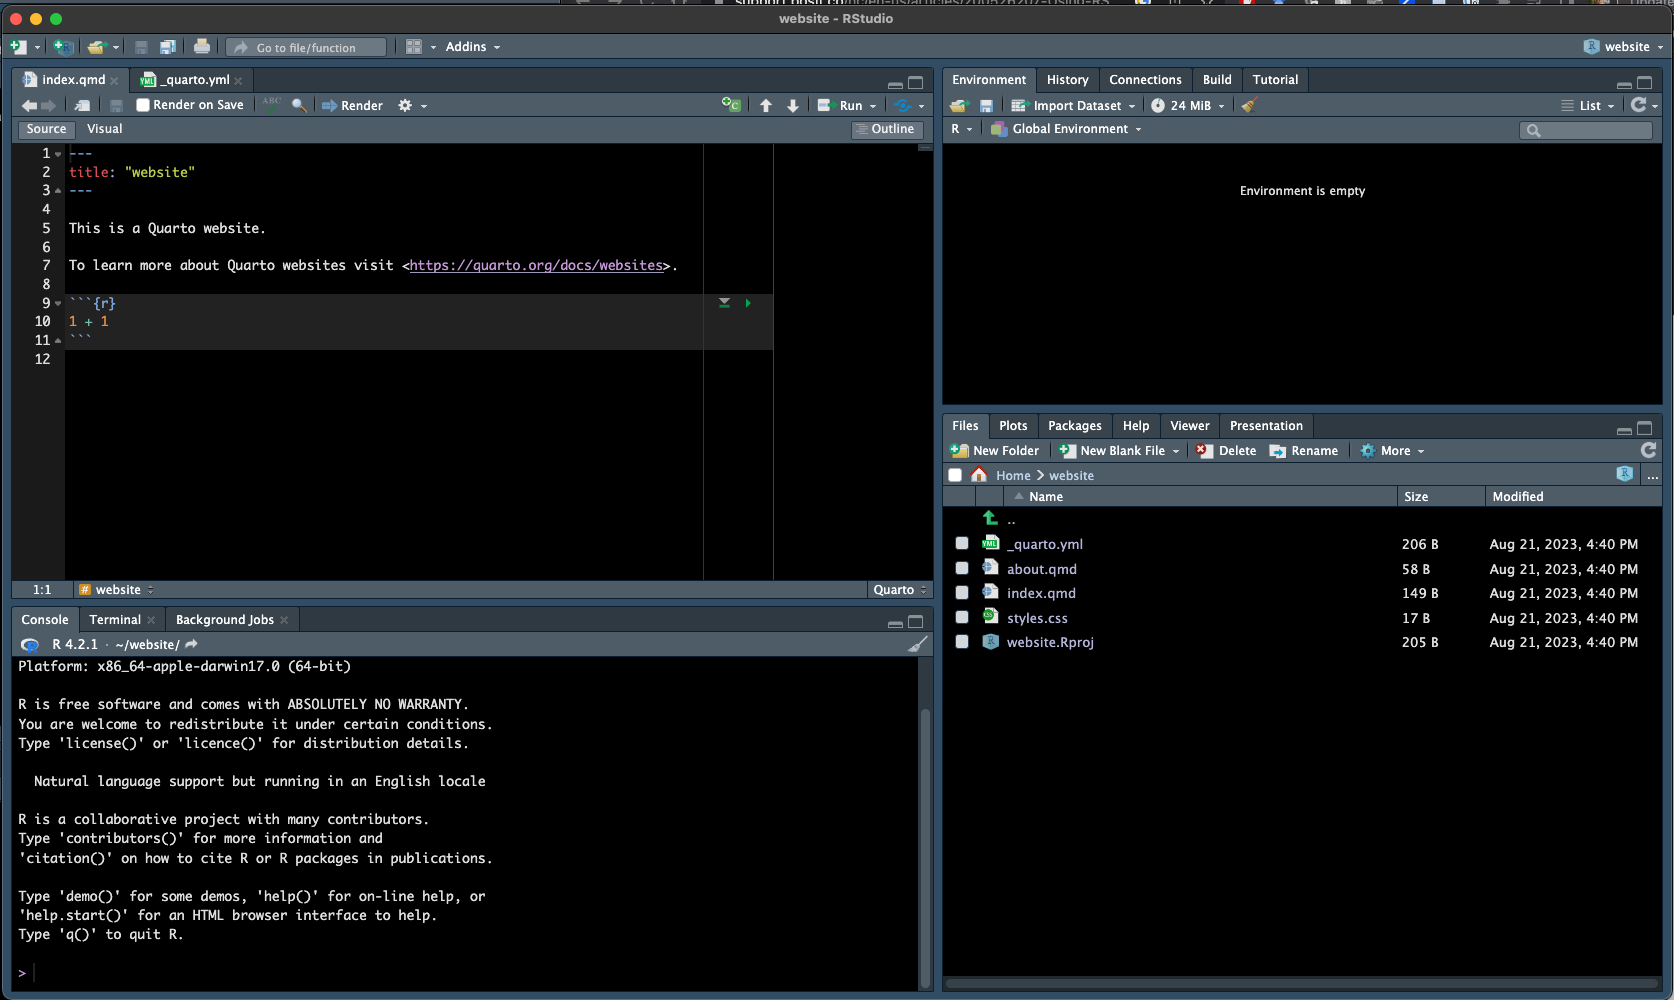 website - RStudio
Go to file/function
Addins
website
index.qmd
_quarto.yml
Render on Save
ABC
Render
Run
Source
Visual
Outline
1 ---
2 title: "website"
3 ---
4
5 This is a Quarto website.
6
7 To learn more about Quarto websites visit <https://quarto.org/docs/websites>.
8
9 ```{r}
10 1 + 1
11 ```
12
1:1
# website
Quarto
Console
Terminal
Background Jobs
R 4.2.1 · ~/website/
Platform: x86_64-apple-darwin17.0 (64-bit)
R is free software and comes with ABSOLUTELY NO WARRANTY.
You are welcome to redistribute it under certain conditions.
Type 'license()' or 'licence()' for distribution details.
Natural language support but running in an English locale
R is a collaborative project with many contributors.
Type 'contributors()' for more information and
'citation()' on how to cite R or R packages in publications.
Type 'demo()' for some demos, 'help()' for on-line help, or
'help.start()' for an HTML browser interface to help.
Type 'q()' to quit R.
>
Environment
History
Connections
Build
Tutorial
Import Dataset
24 MiB
List
R
Global Environment
Environment is empty
Files
Plots
Packages
Help
Viewer
Presentation
New Folder
New Blank File
Delete
Rename
More
Home
website
...
Name Size Modified
..
_quarto.yml 206 B Aug 21, 2023, 4:40 PM
about.qmd 58 B Aug 21, 2023, 4:40 PM
index.qmd 149 B Aug 21, 2023, 4:40 PM
styles.css 17 B Aug 21, 2023, 4:40 PM
website.Rproj 205 B Aug 21, 2023, 4:40 PM